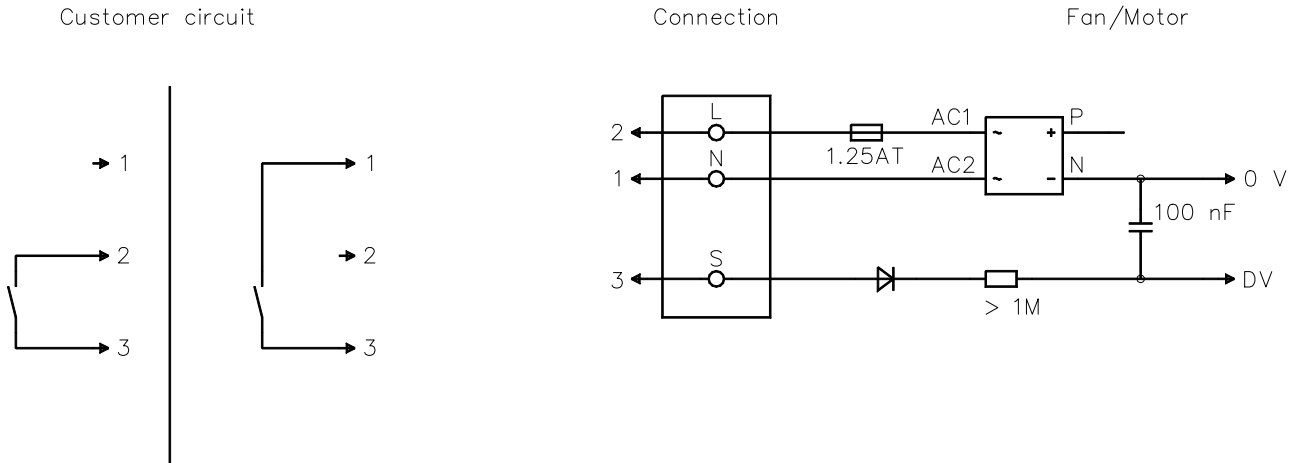 Customer circuit
Connection
Fan/Motor
1
2
3
1
2
3
2
L
1.25AT
AC1
~
+
P
1
N
AC2
~
-
N
0 V
100 nF
3
S
> 1M
DV